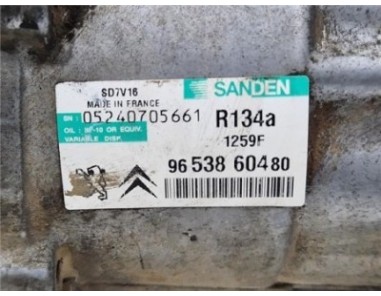 SD7V16
SANDEN
MADE IN FRANCE
SN: 05240705661
R134a
OIL: SP-10 OR EQUIV.
VARIABLE DISP.
1259F
96 538 604 80